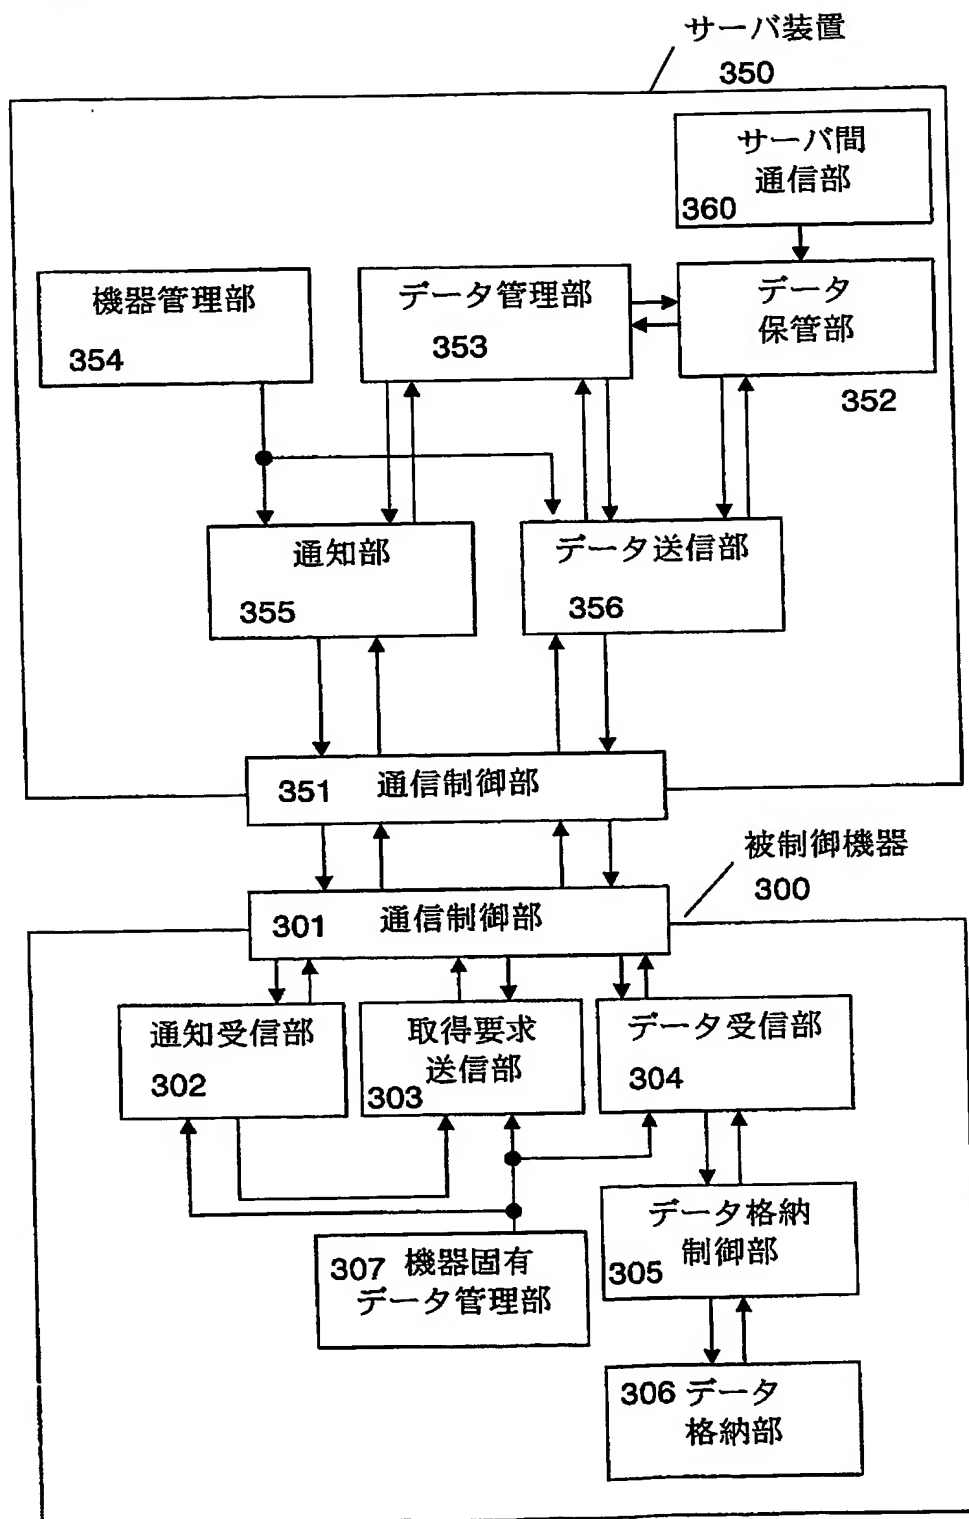 サーバ装置
350
サーバ間
通信部
360
機器管理部
354
データ管理部
353
データ
保管部
352
通知部
355
データ送信部
356
351 通信制御部
被制御機器
300
301 通信制御部
通知受信部
302
取得要求
送信部
303
データ受信部
304
データ格納
制御部
305
307 機器固有
データ管理部
306 データ
格納部